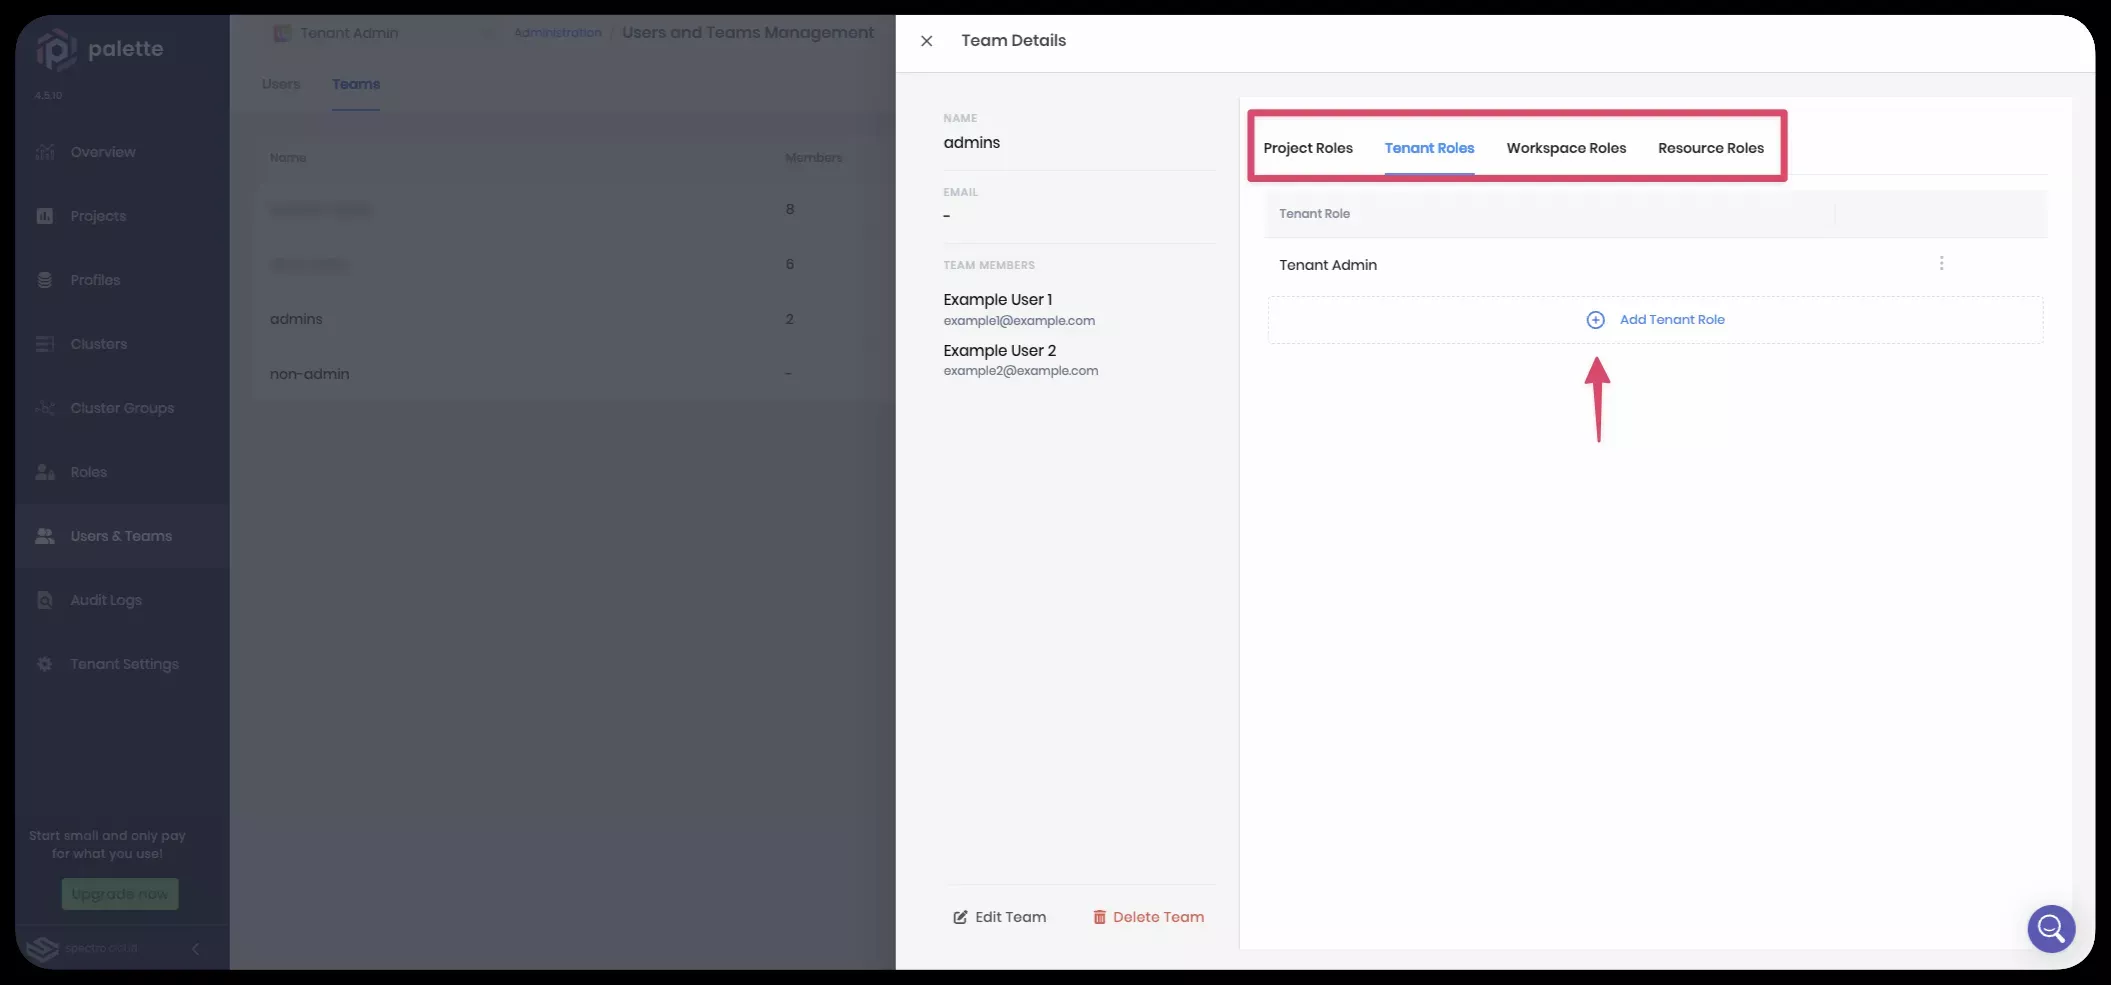 palette
4.5.10
Overview
Projects
Profiles
Clusters
Cluster Groups
Roles
Users & Teams
Audit Logs
Tenant Settings
Start small and only pay
for what you use!
Upgrade now
spectro cloud
Tenant Admin
Administration / Users and Teams Management
Users Teams
Name Members
8
6
admins 2
non-admin -
Team Details
NAME
admins
EMAIL
-
TEAM MEMBERS
Example User 1
example1@example.com
Example User 2
example2@example.com
Edit Team Delete Team
Project Roles Tenant Roles Workspace Roles Resource Roles
Tenant Role
Tenant Admin
Add Tenant Role